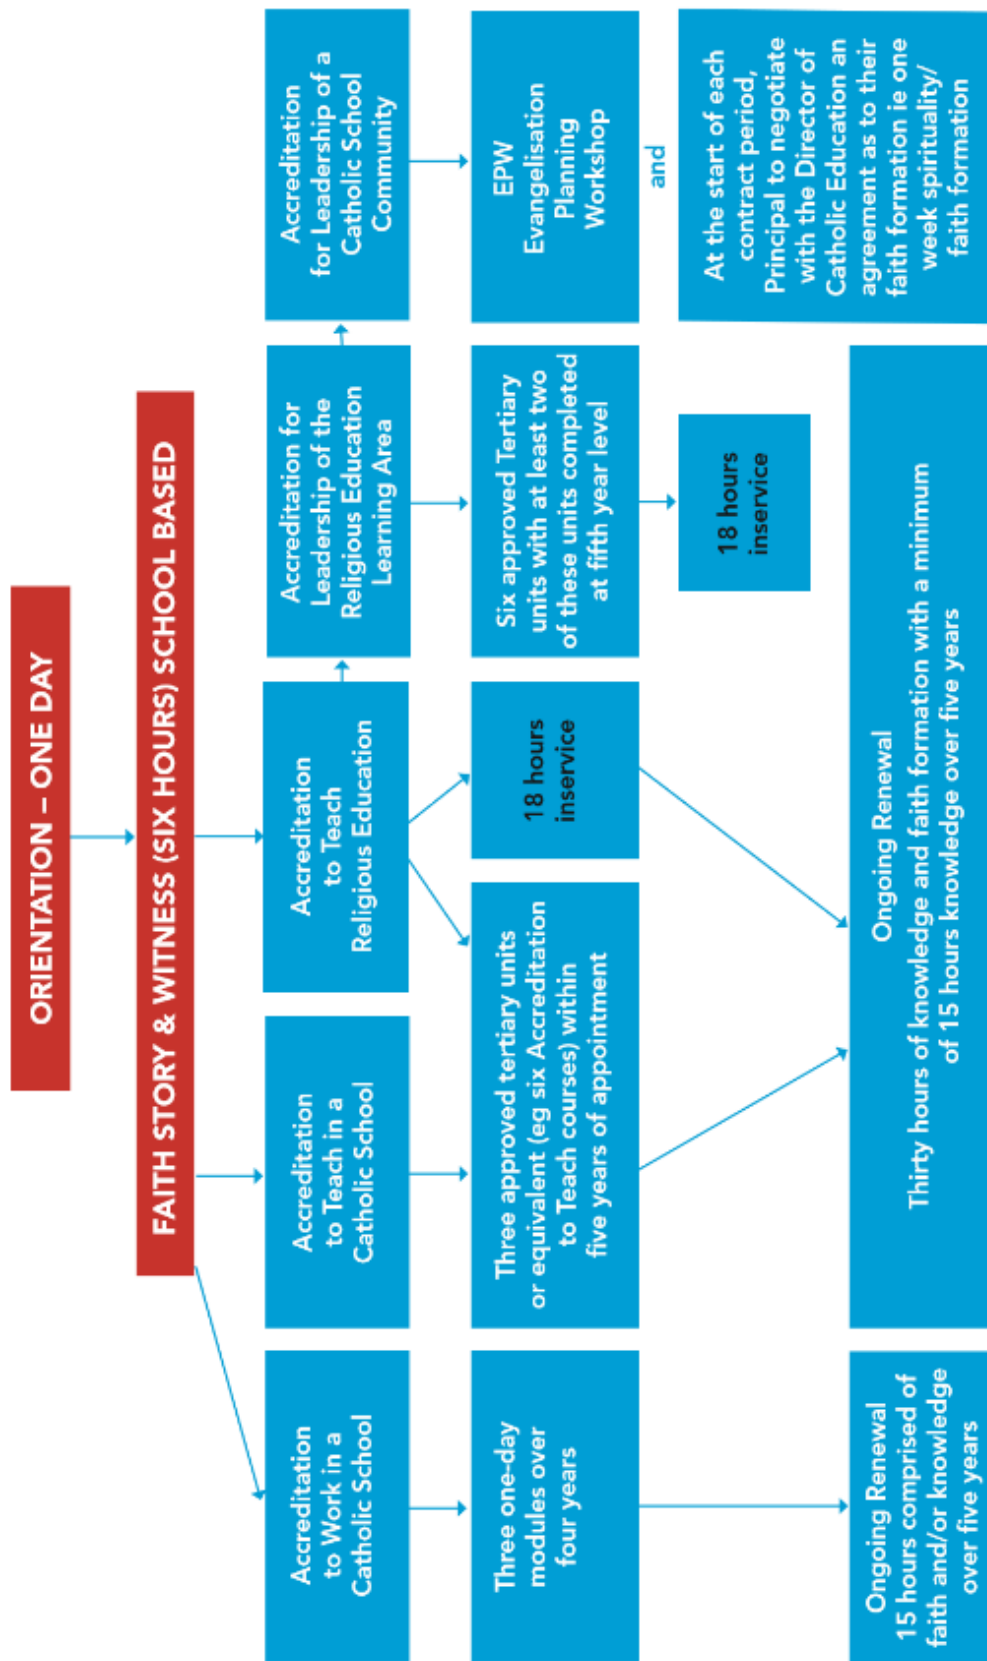 ORIENTATION – ONE DAY
FAITH STORY & WITNESS (SIX HOURS) SCHOOL BASED
Accreditation
to Work in a
Catholic School
Accreditation
to Teach in a
Catholic School
Accreditation
to Teach
Religious Education
Accreditation for
Leadership of the
Religious Education
Learning Area
Accreditation
for Leadership of a
Catholic School
Community
Three one-day
modules over
four years
Three approved tertiary units
or equivalent (eg six Accreditation
to Teach courses) within
five years of appointment
18 hours
inservice
Six approved Tertiary
units with at least two
of these units completed
at fifth year level
EPW
Evangelisation
Planning
Workshop
and
18 hours
inservice
At the start of each
contract period,
Principal to negotiate
with the Director of
Catholic Education an
agreement as to their
faith formation ie one
week spirituality/
faith formation
Ongoing Renewal
15 hours comprised of
faith and/or knowledge
over five years
Ongoing Renewal
Thirty hours of knowledge and faith formation with a minimum
of 15 hours knowledge over five years